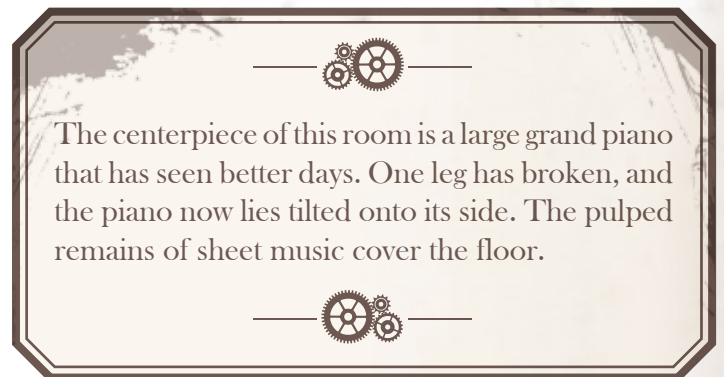 The centerpiece of this room is a large grand piano
that has seen better days. One leg has broken, and
the piano now lies tilted onto its side. The pulped
remains of sheet music cover the floor.